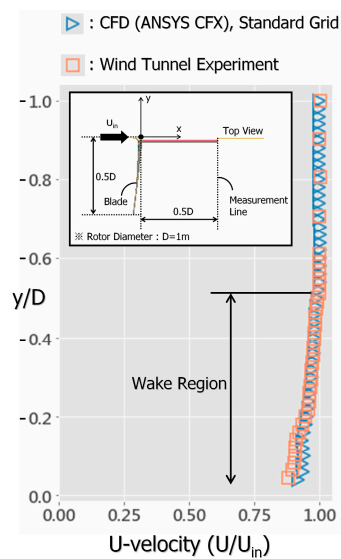 ▷ : CFD (ANSYS CFX), Standard Grid
□ : Wind Tunnel Experiment
-1.0
y
U_in
x
Top View
-0.8
0.5D
Blade
0.5D
Measurement
Line
※ Rotor Diameter : D=1m
-0.6
y/D
-0.4
Wake Region
-0.2
0.0
0.00 0.25 0.50 0.75 1.00
U-velocity (U/U_in)